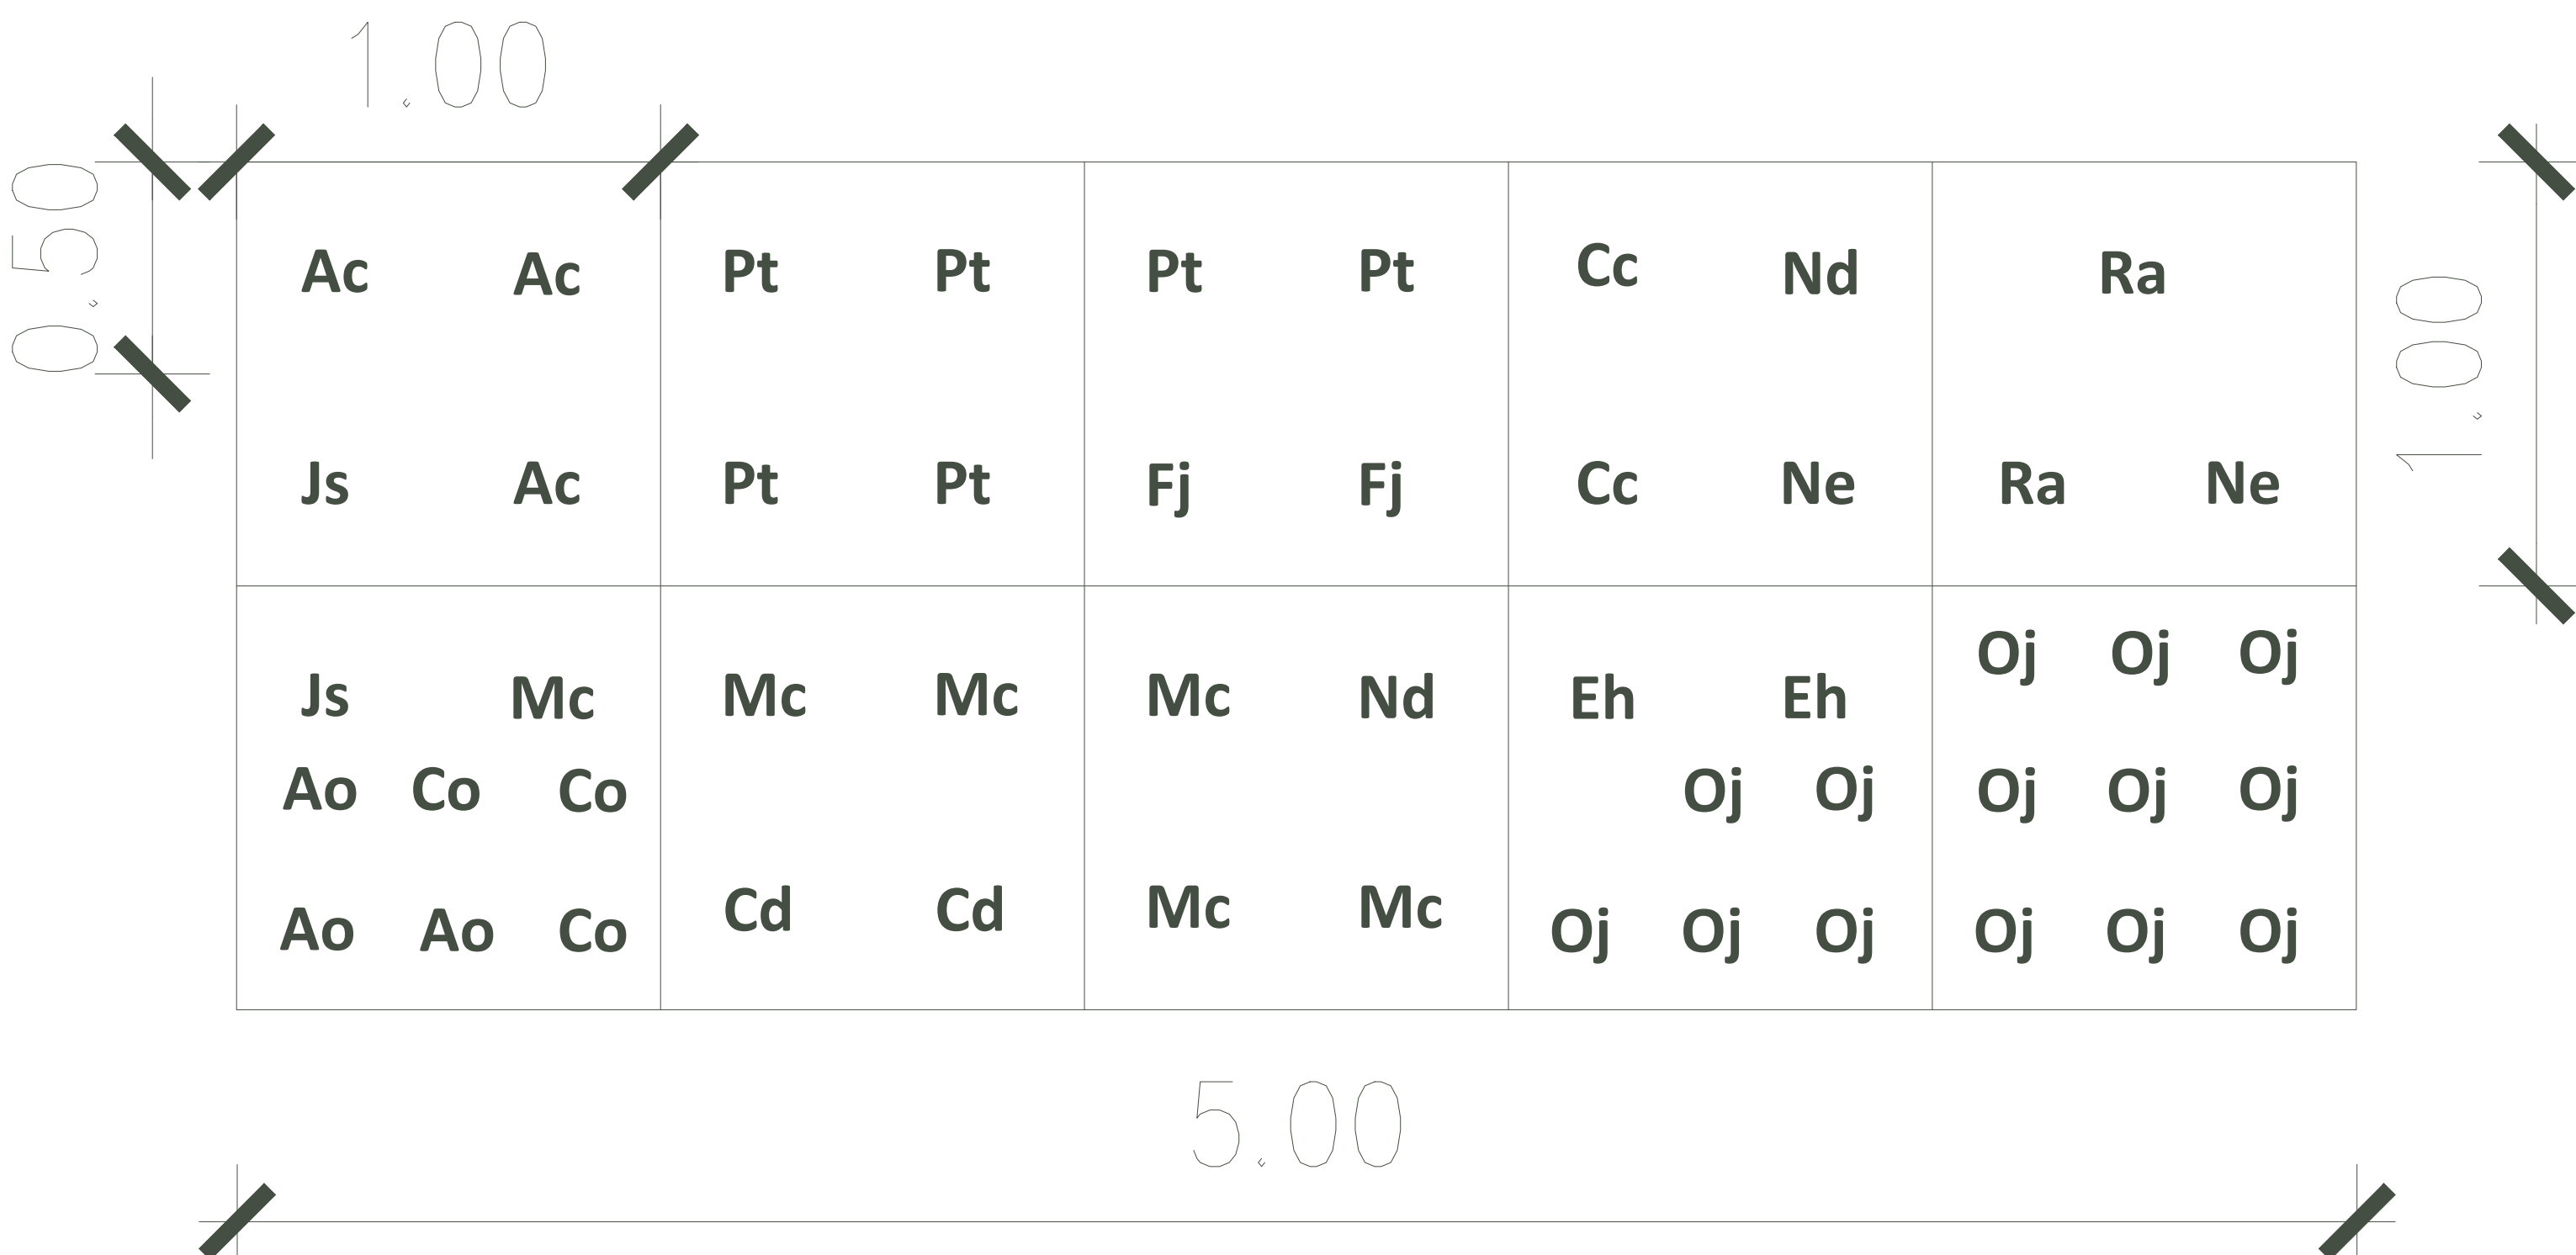 1.00
0.50
1.00
Ac Ac Pt Pt Pt Pt Cc Nd Ra
Js Ac Pt Pt Fj Fj Cc Ne Ra Ne
Oj Oj Oj
Js Mc Mc Mc Mc Nd Eh Eh
Ao Co Co Oj Oj Oj Oj Oj
Cd Cd Mc Mc
Ao Ao Co Oj Oj Oj Oj Oj Oj
5.00